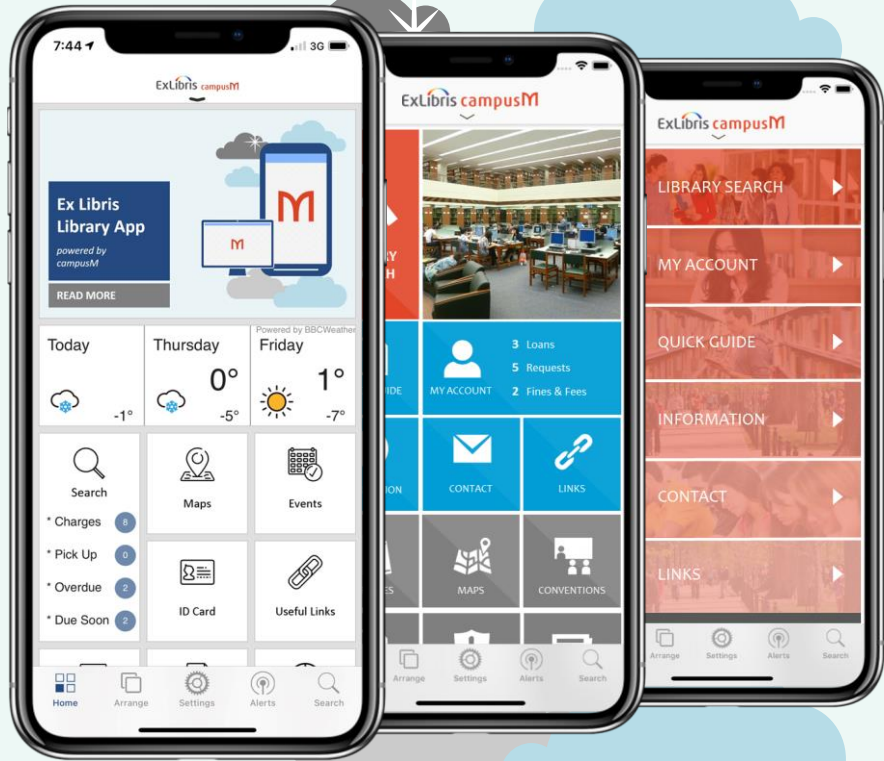 7:44
3G
ExLibris campusM
Ex Libris
Library App
powered by
campusM
READ MORE
M
M
Powered by BBCWeather
Today
-1°
Thursday
0°
-5°
Friday
1°
-7°
Search
* Charges 8
* Pick Up 0
* Overdue 2
* Due Soon 2
Maps
Events
ID Card
Useful Links
Home
Arrange
Settings
Alerts
Search
ExLibris campusM
RY
H
IDE
MY ACCOUNT
3 Loans
5 Requests
2 Fines & Fees
ION
CONTACT
LINKS
ES
MAPS
CONVENTIONS
Arrange
Settings
Alerts
Search
ExLibris campusM
LIBRARY SEARCH
MY ACCOUNT
QUICK GUIDE
INFORMATION
CONTACT
LINKS
Arrange
Settings
Alerts
Search